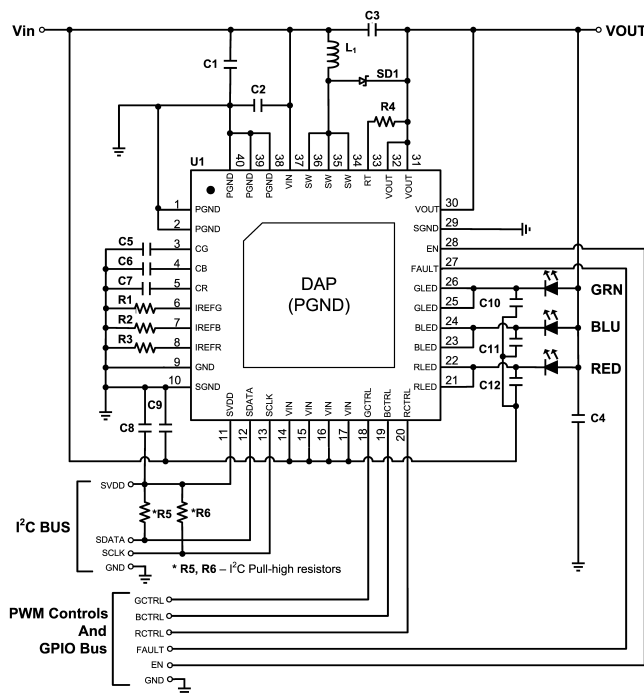 Vin
VOUT
C3
L1
C1
SD1
C2
R4
U1
40
39
38
37
36
35
34
33
32
31
PGND
PGND
PGND
VIN
SW
SW
SW
RT
VOUT
VOUT
1 PGND
2 PGND
C5 3 CG
C6 4 CB
C7 5 CR
R1 6 IREFG
R2 7 IREFB
R3 8 IREFR
9 GND
10 SGND
DAP
(PGND)
VOUT 30
SGND 29
EN 28
FAULT 27
GLED 26
GLED 25
BLED 24
BLED 23
RLED 22
RLED 21
C10
GRN
C11
BLU
C12
RED
C4
C8
C9
SVDD
SDATA
SCLK
VIN
VIN
VIN
VIN
GCTRL
BCTRL
RCTRL
11
12
13
14
15
16
17
18
19
20
I²C BUS
SVDD
*R5
*R6
SDATA
SCLK
GND
* R5, R6 – I²C Pull-high resistors
PWM Controls
And
GPIO Bus
GCTRL
BCTRL
RCTRL
FAULT
EN
GND